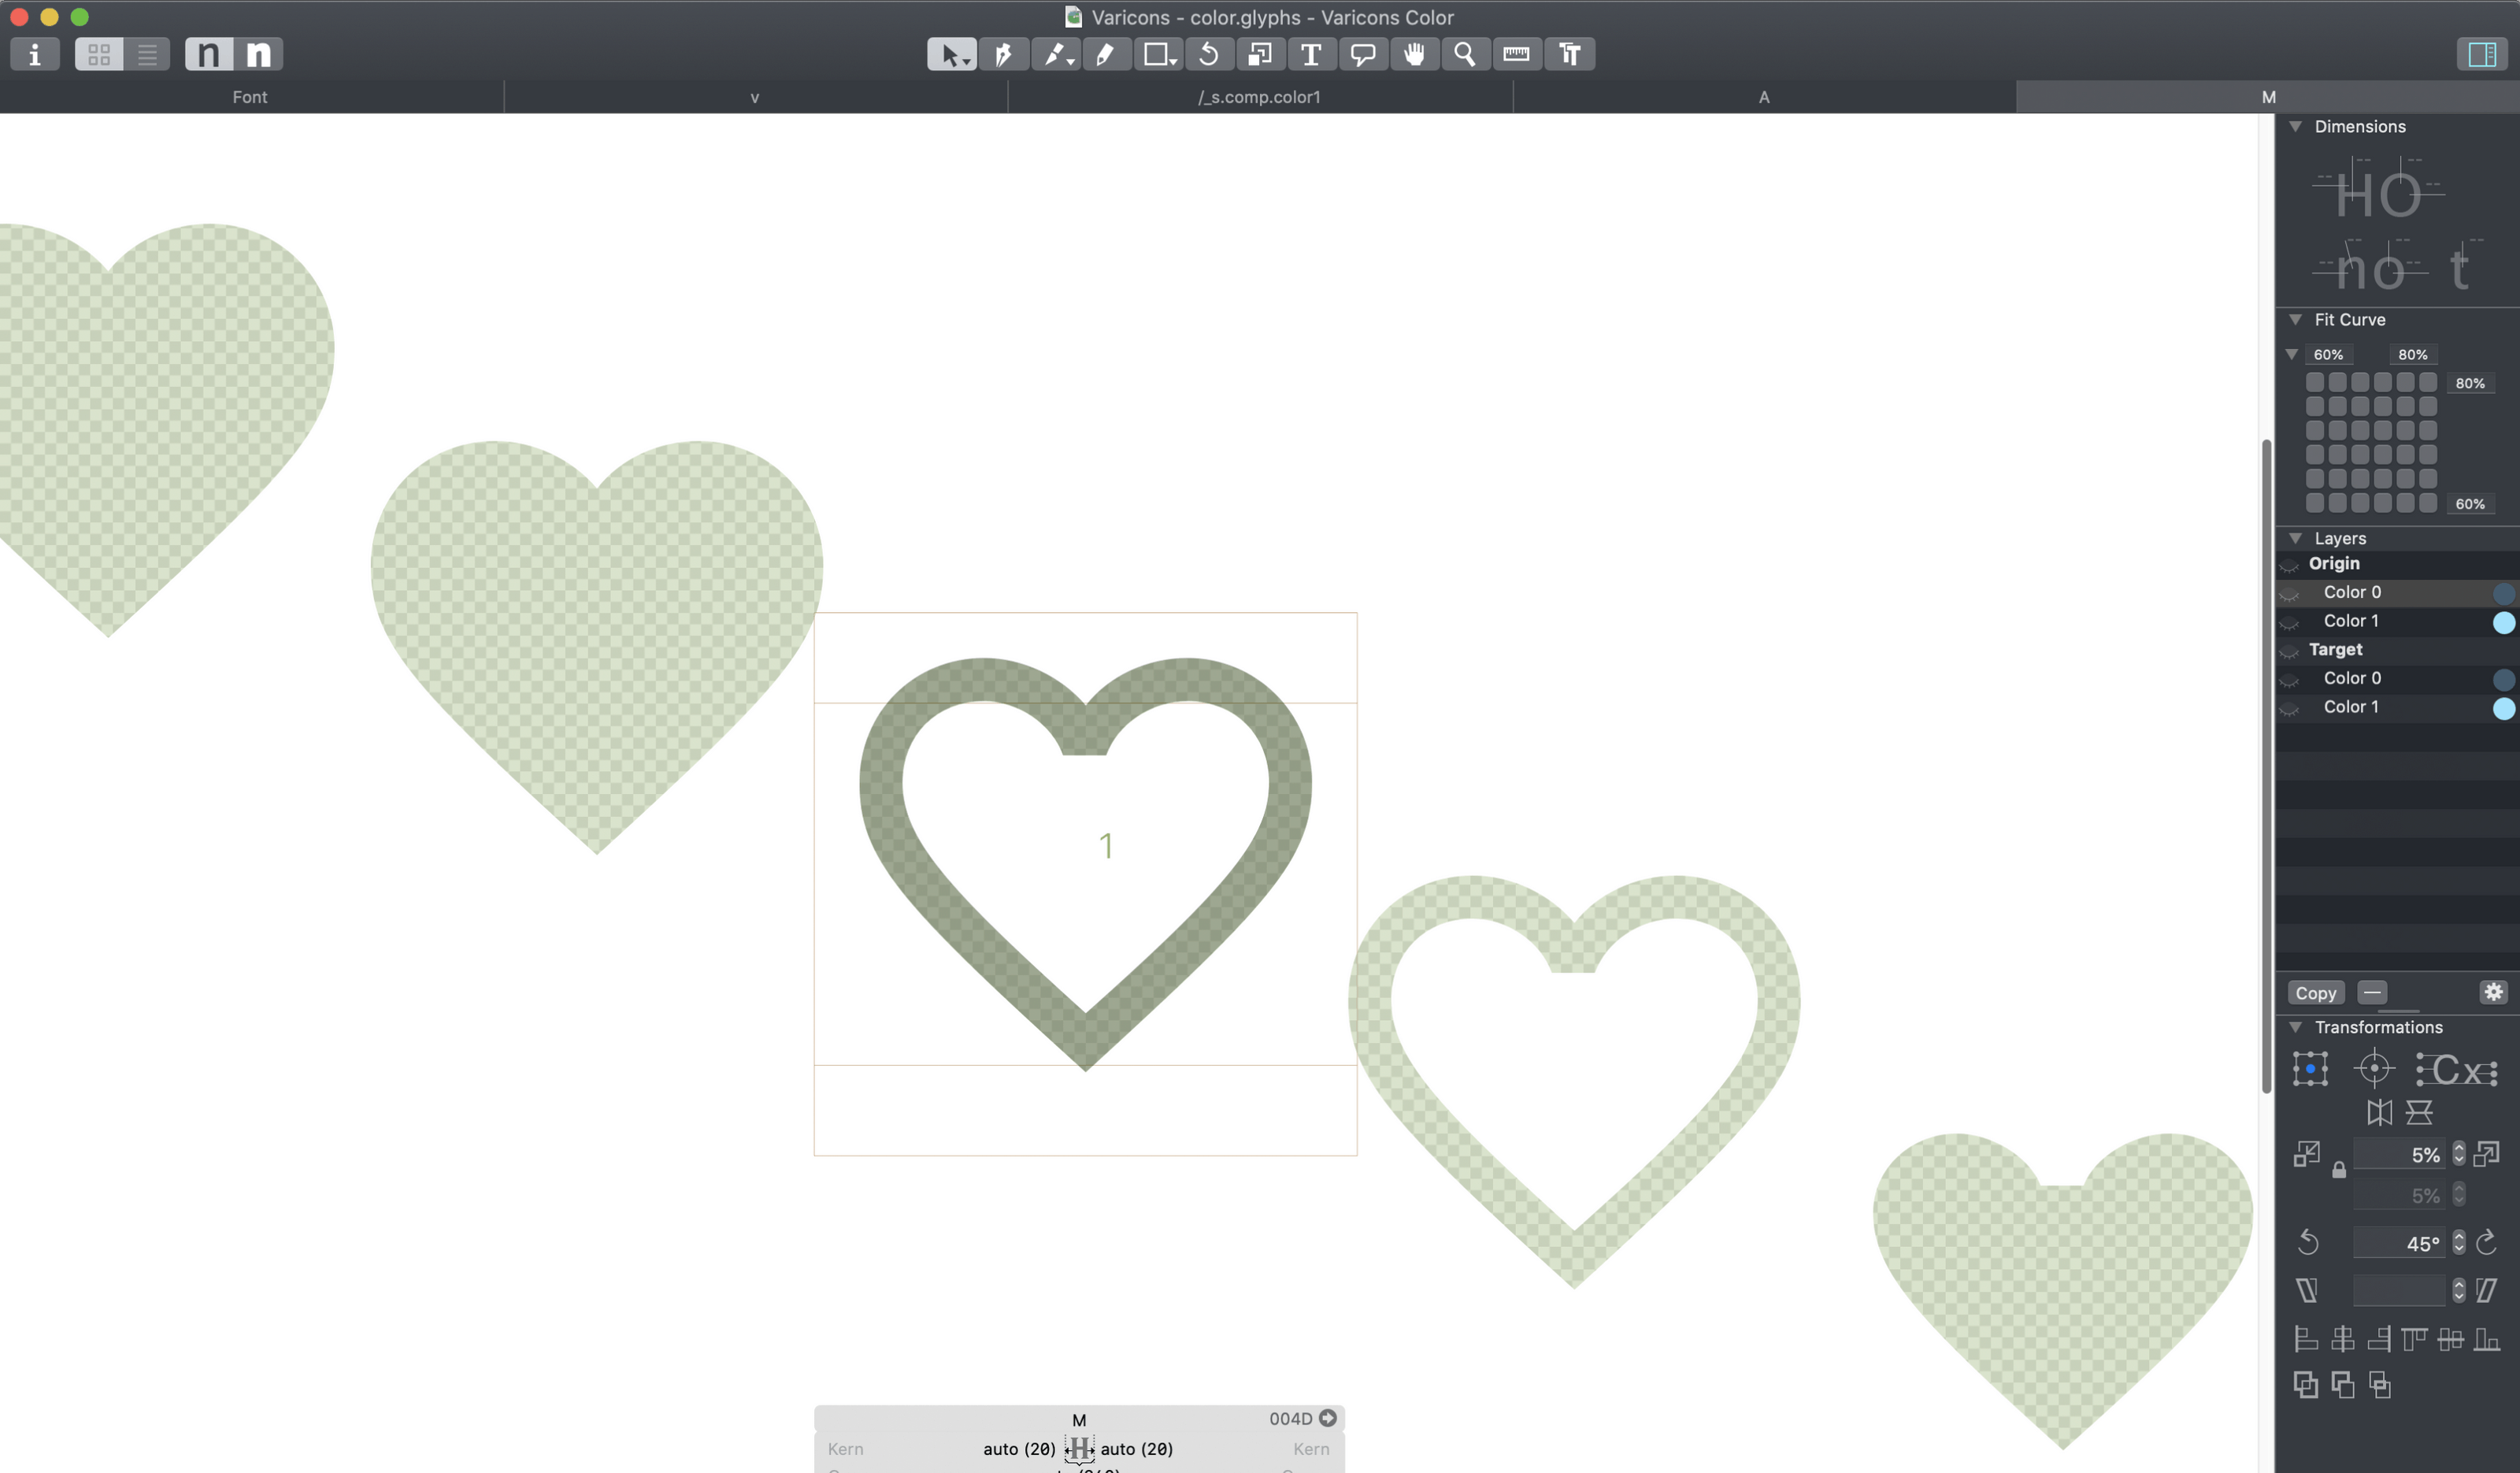 Varicons - color.glyphs - Varicons Color
n n
T
Font
v
/_s.comp.color1
A
M
Dimensions
HO
no t
Fit Curve
60% 80%
80%
60%
Layers
Origin
Color 0
Color 1
Target
Color 0
Color 1
Copy
Transformations
Cx
5%
5%
45°
1
M 004D
Kern auto (20) H auto (20) Kern